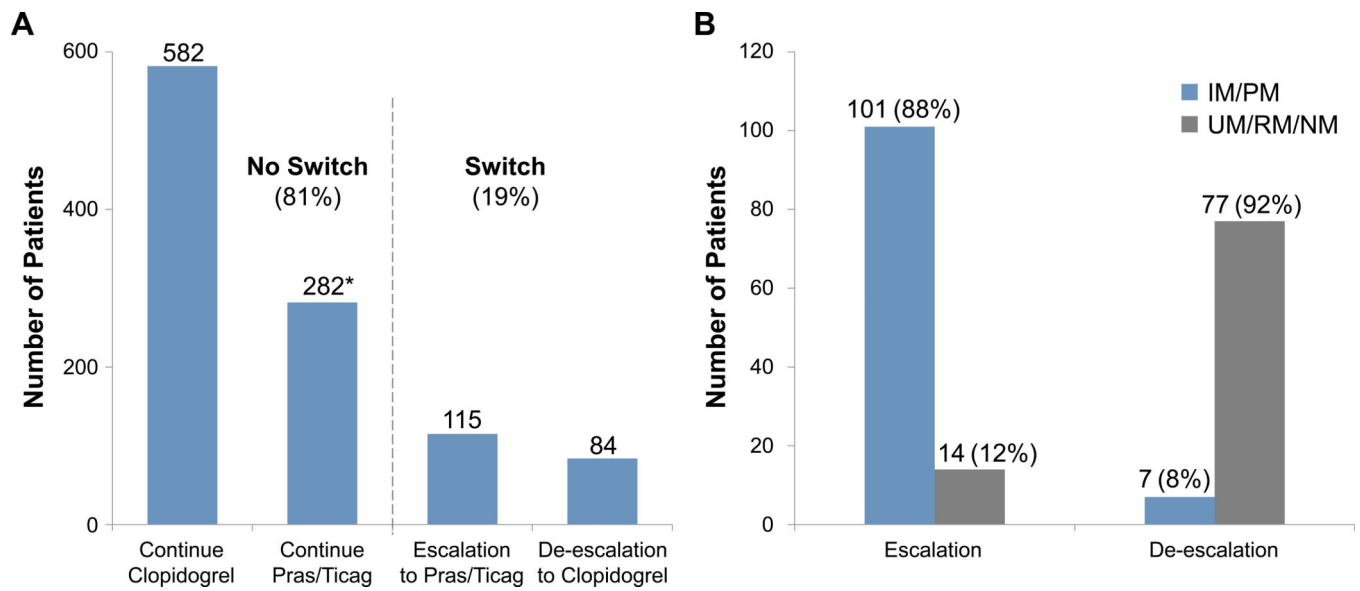 A
Number of Patients
600
400
200
0
582
282*
115
84
No Switch
(81%)
Switch
(19%)
Continue
Clopidogrel
Continue
Pras/Ticag
Escalation
to Pras/Ticag
De-escalation
to Clopidogrel
B
Number of Patients
120
100
80
60
40
20
0
IM/PM
UM/RM/NM
101 (88%)
14 (12%)
7 (8%)
77 (92%)
Escalation
De-escalation